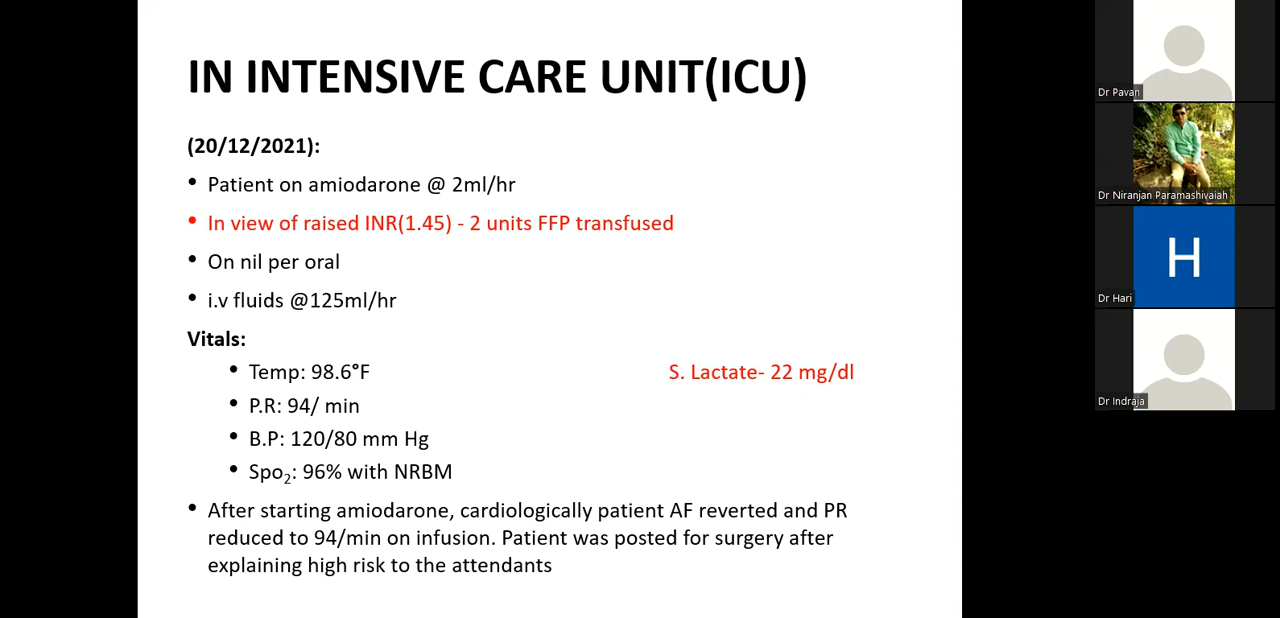 IN INTENSIVE CARE UNIT(ICU)
(20/12/2021):
• Patient on amiodarone @ 2ml/hr
• In view of raised INR(1.45) - 2 units FFP transfused
• On nil per oral
• i.v fluids @125ml/hr
Vitals:
• Temp: 98.6°F
S. Lactate- 22 mg/dl
• P.R: 94/ min
• B.P: 120/80 mm Hg
• Spo₂: 96% with NRBM
• After starting amiodarone, cardiologically patient AF reverted and PR
reduced to 94/min on infusion. Patient was posted for surgery after
explaining high risk to the attendants
Dr Pavan
Dr Niranjan Paramashivaiah
H
Dr Hari
Dr Indraja